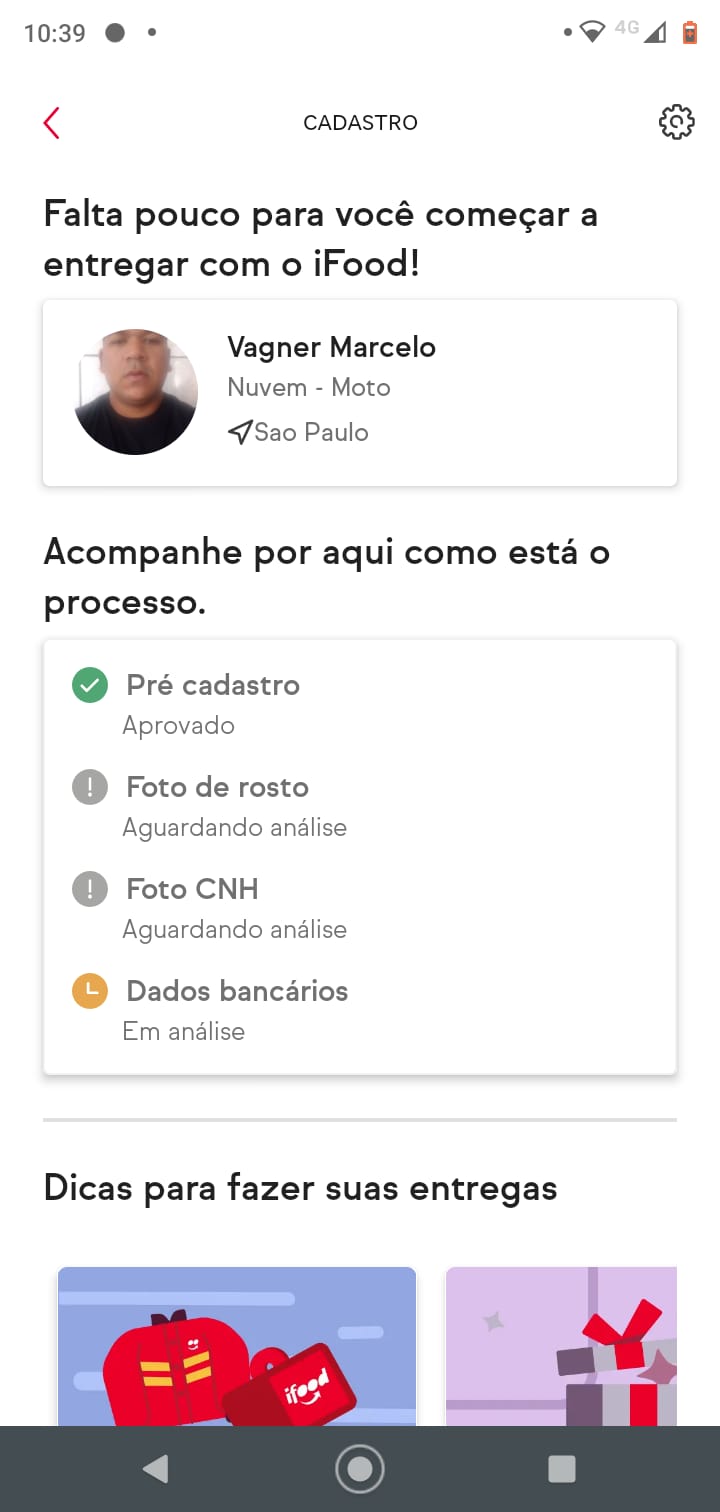 10:39
4G
CADASTRO
Falta pouco para você começar a
entregar com o iFood!
Vagner Marcelo
Nuvem - Moto
Sao Paulo
Acompanhe por aqui como está o
processo.
Pré cadastro
Aprovado
Foto de rosto
Aguardando análise
Foto CNH
Aguardando análise
Dados bancários
Em análise
Dicas para fazer suas entregas
ifood